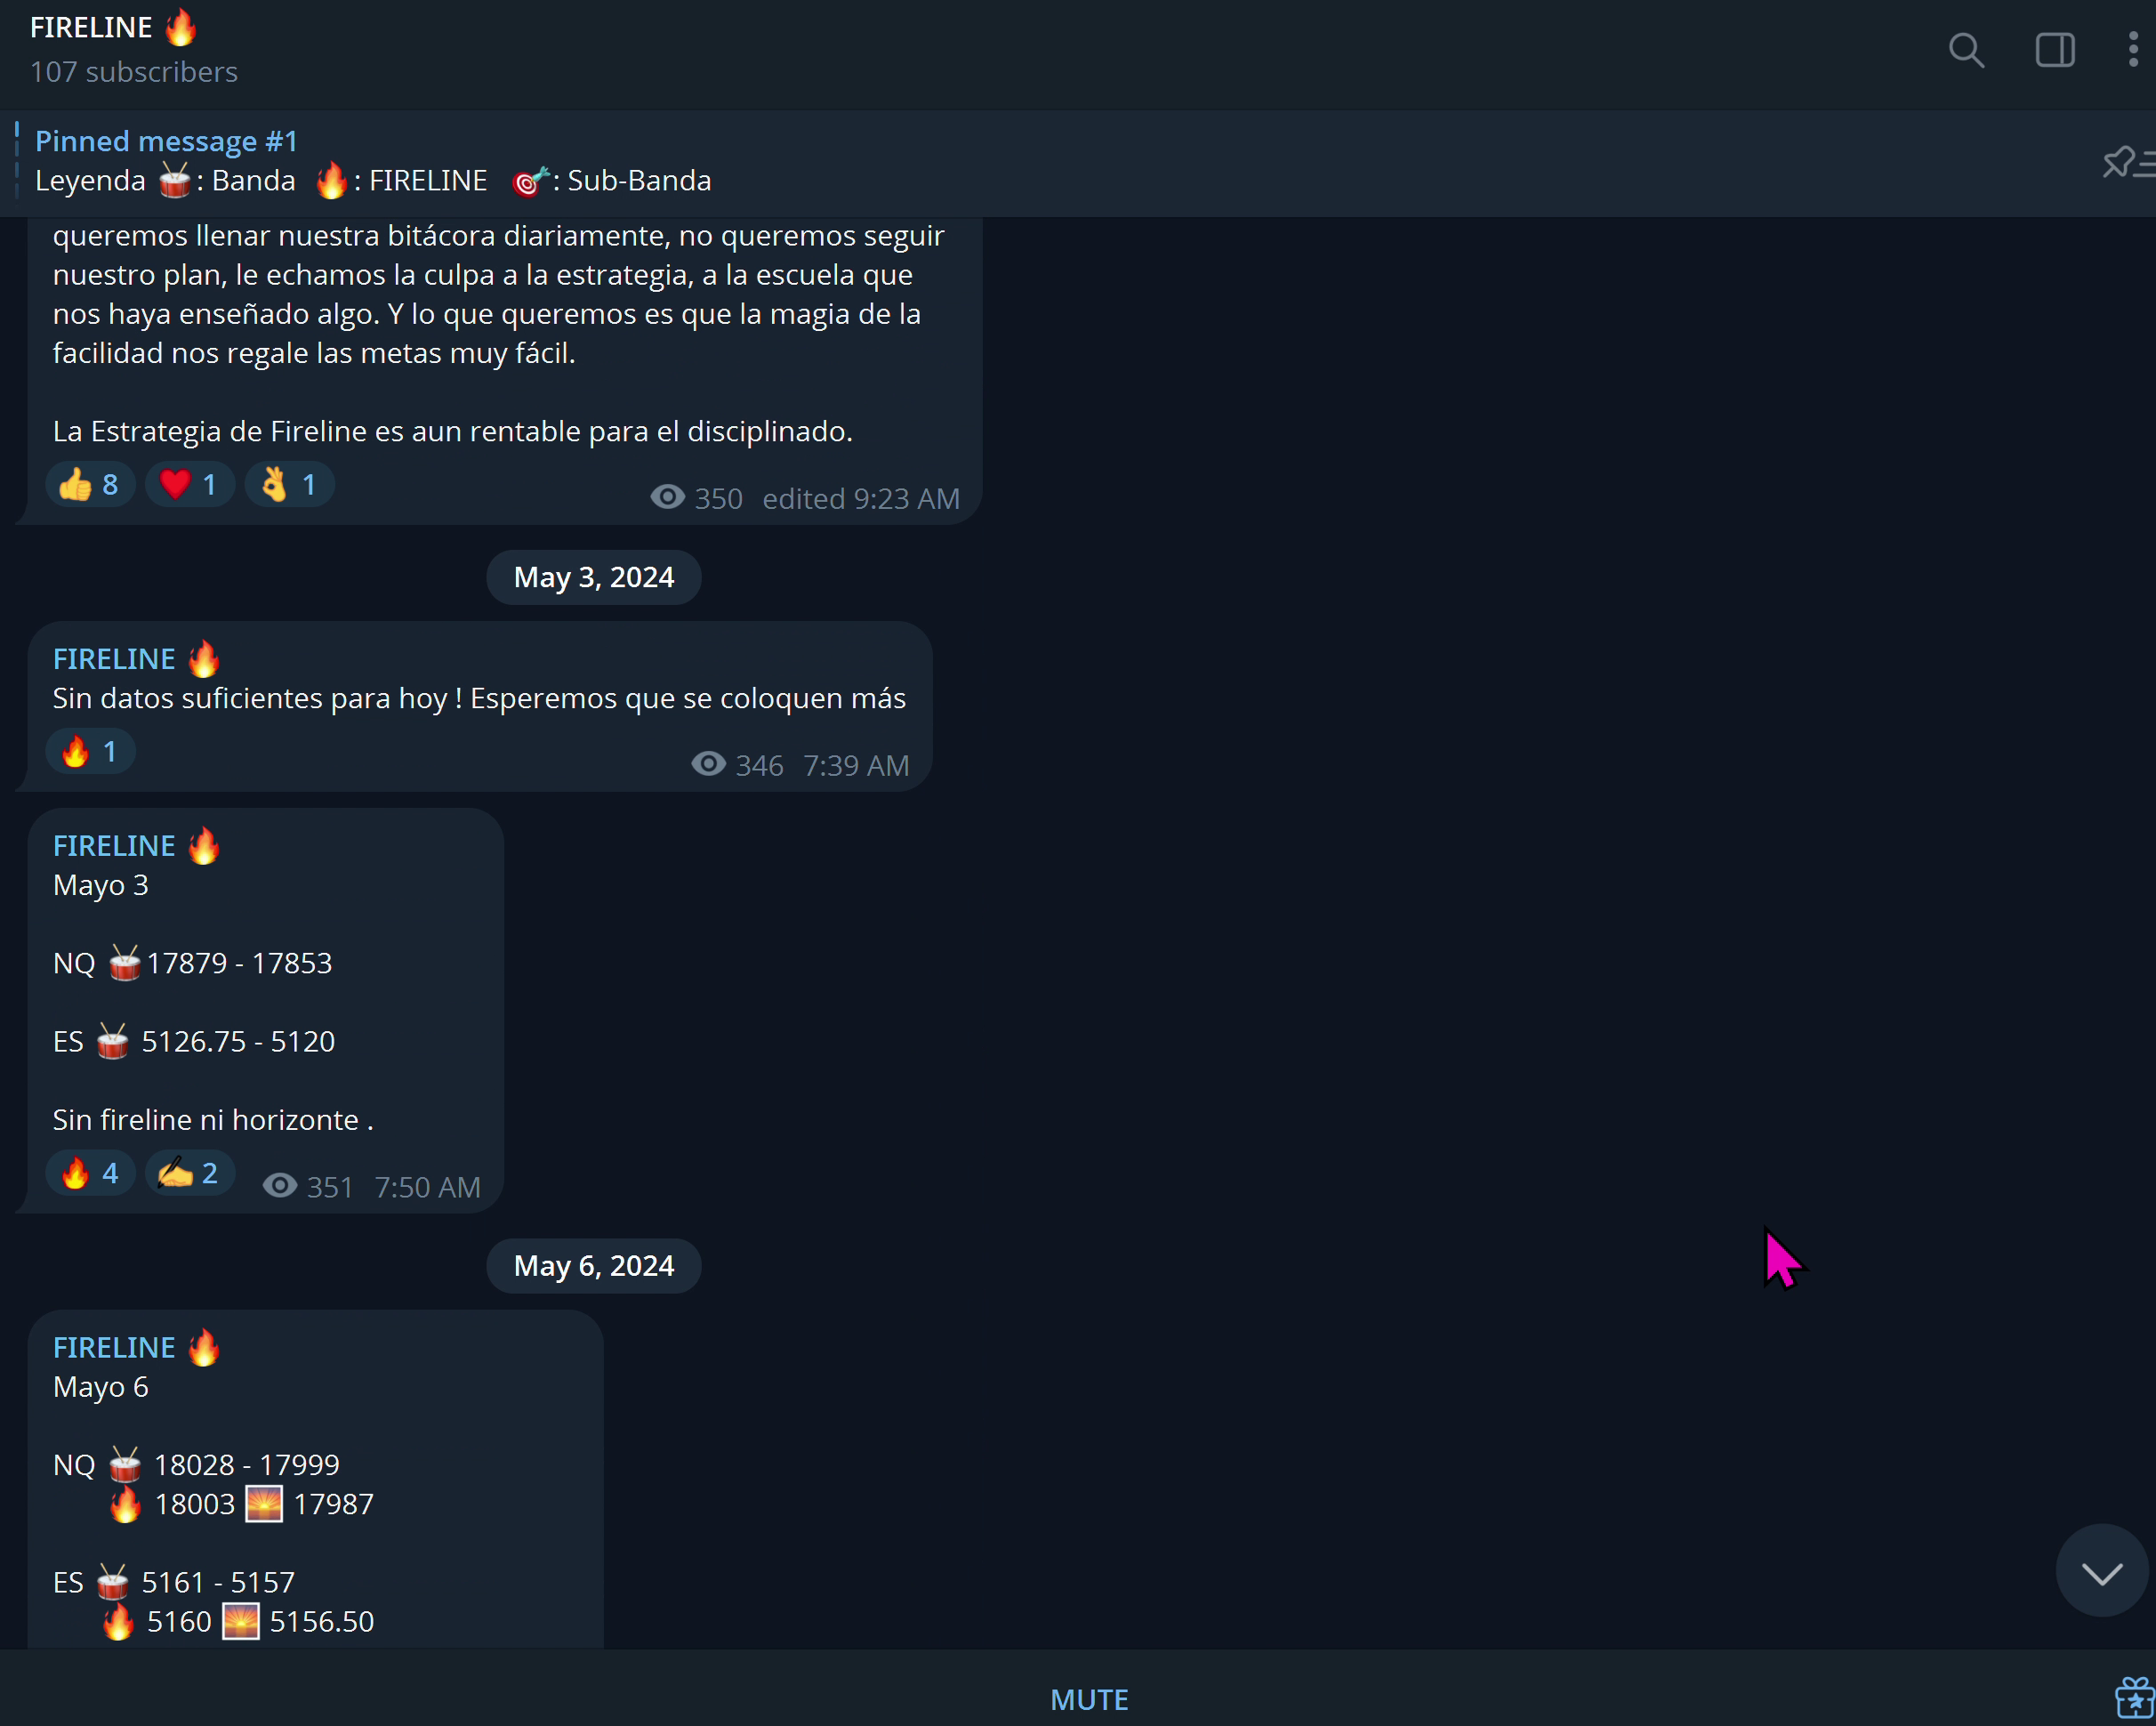 FIRELINE 🔥
107 subscribers
Pinned message #1
Leyenda 🥁: Banda 🔥: FIRELINE 🎯: Sub-Banda
queremos llenar nuestra bitácora diariamente, no queremos seguir
nuestro plan, le echamos la culpa a la estrategia, a la escuela que
nos haya enseñado algo. Y lo que queremos es que la magia de la
facilidad nos regale las metas muy fácil.
La Estrategia de Fireline es aun rentable para el disciplinado.
👍 8 ❤️ 1 👌 1 350 edited 9:23 AM
May 3, 2024
FIRELINE 🔥
Sin datos suficientes para hoy ! Esperemos que se coloquen más
🔥 1 346 7:39 AM
FIRELINE 🔥
Mayo 3
NQ 🥁17879 - 17853
ES 🥁 5126.75 - 5120
Sin fireline ni horizonte .
🔥 4 ✍️ 2 351 7:50 AM
May 6, 2024
FIRELINE 🔥
Mayo 6
NQ 🥁 18028 - 17999
🔥 18003 🌅 17987
ES 🥁 5161 - 5157
🔥 5160 🌅 5156.50
MUTE